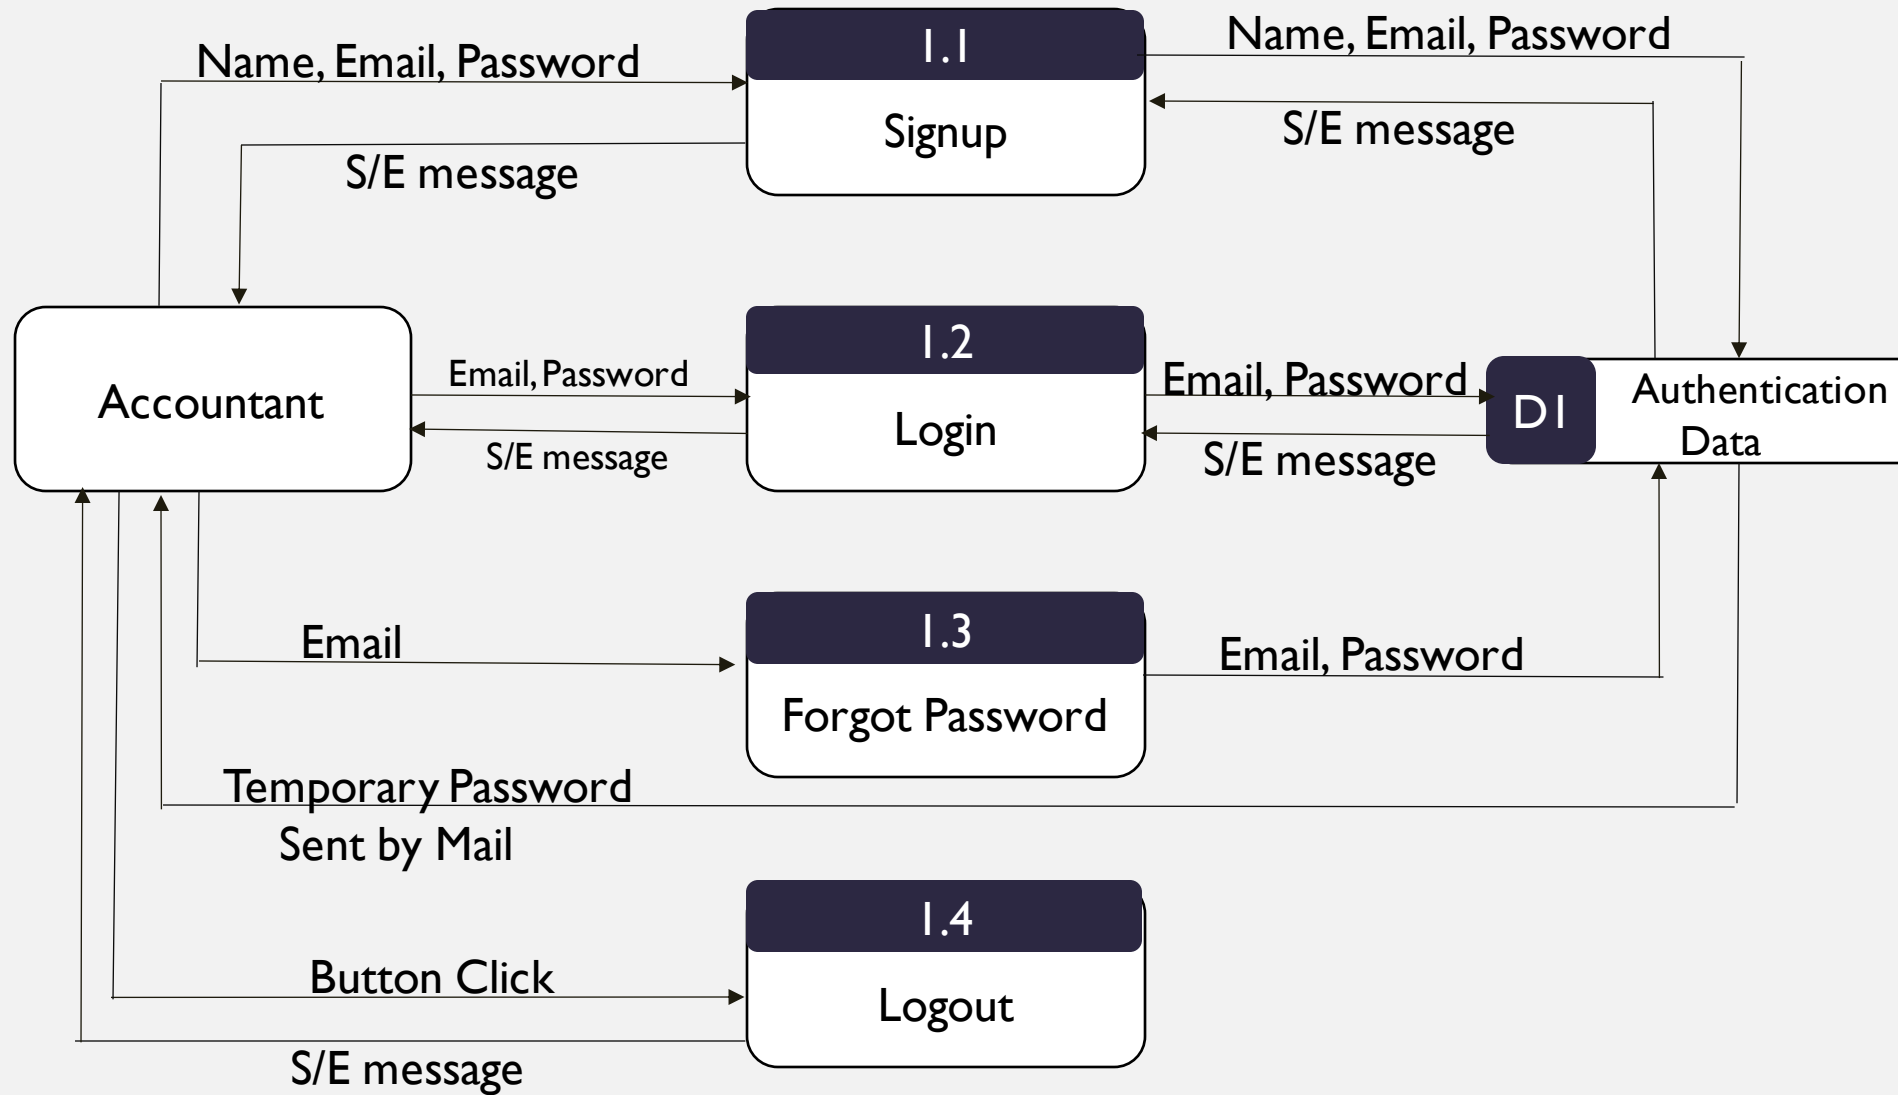 1.1
Name, Email, Password
Name, Email, Password
Signup
S/E message
S/E message
1.2
Accountant
Email, Password
Login
Email, Password
S/E message
S/E message
D1
Authentication
Data
1.3
Email
Email, Password
Forgot Password
Temporary Password
Sent by Mail
1.4
Button Click
Logout
S/E message